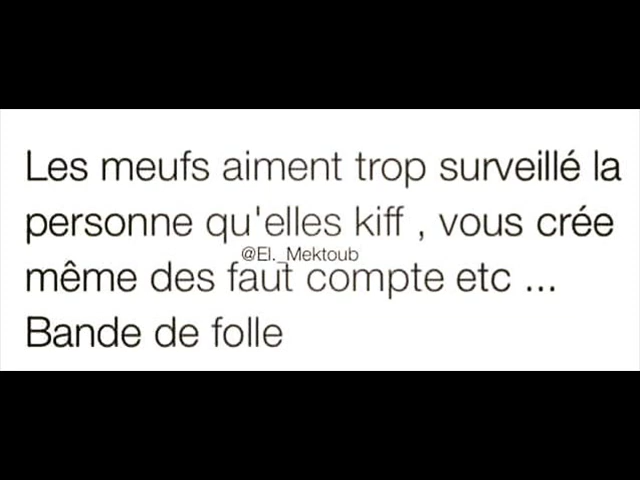 Les meufs aiment trop surveillé la
personne qu'elles kiff , vous crée
@El._Mektoub
même des faut compte etc ...
Bande de folle